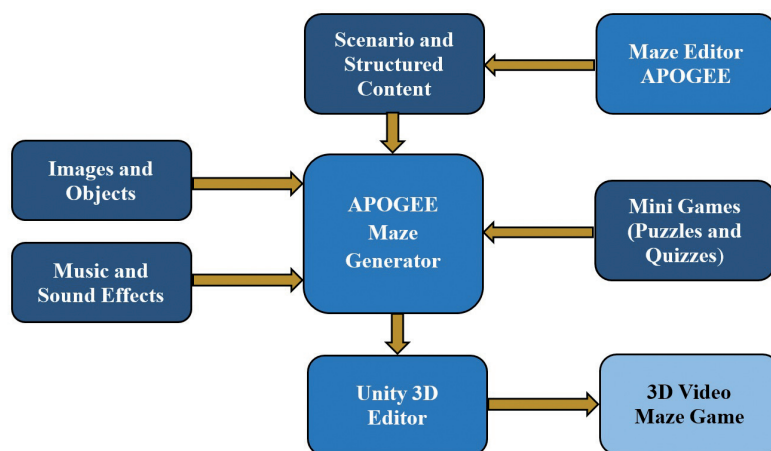 Scenario and
Structured
Content
Maze Editor
APOGEE
Images and
Objects
APOGEE
Maze
Generator
Mini Games
(Puzzles and
Quizzes)
Music and
Sound Effects
Unity 3D
Editor
3D Video
Maze Game